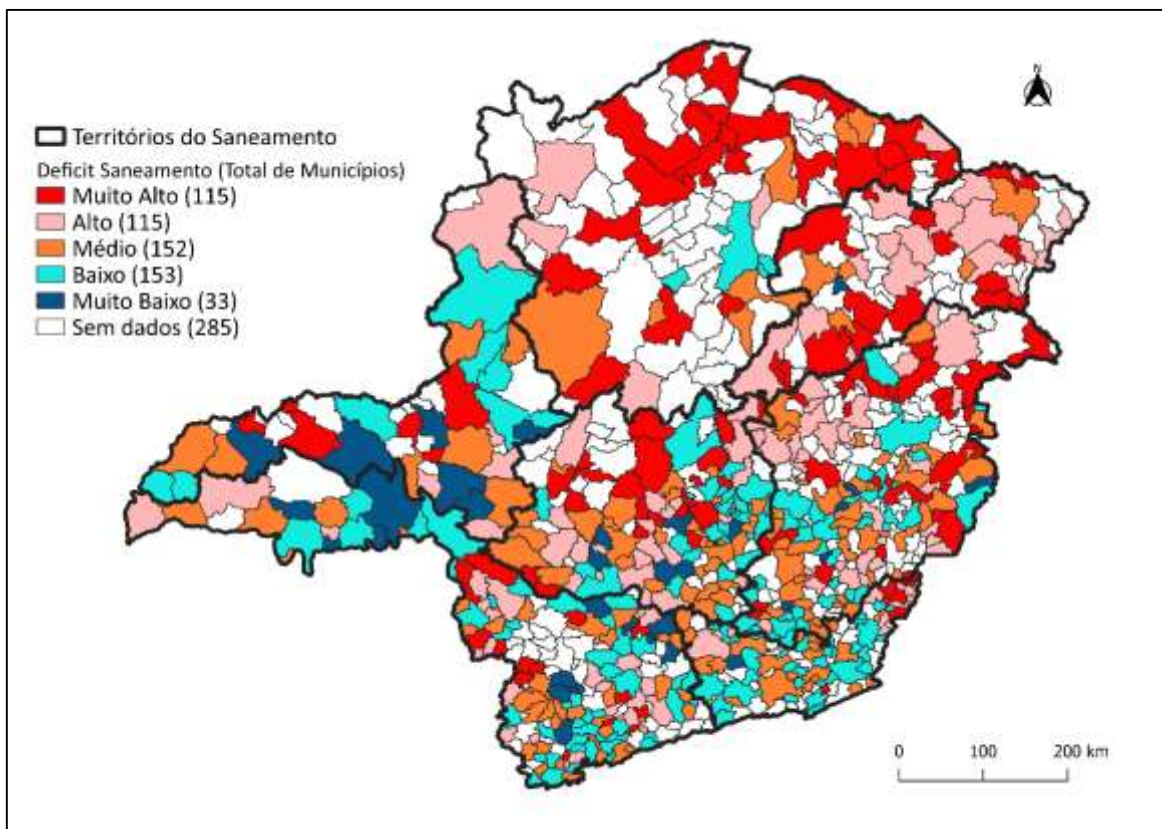 N
Territórios do Saneamento
Deficit Saneamento (Total de Municípios)
Muito Alto (115)
Alto (115)
Médio (152)
Baixo (153)
Muito Baixo (33)
Sem dados (285)
0 100 200 km